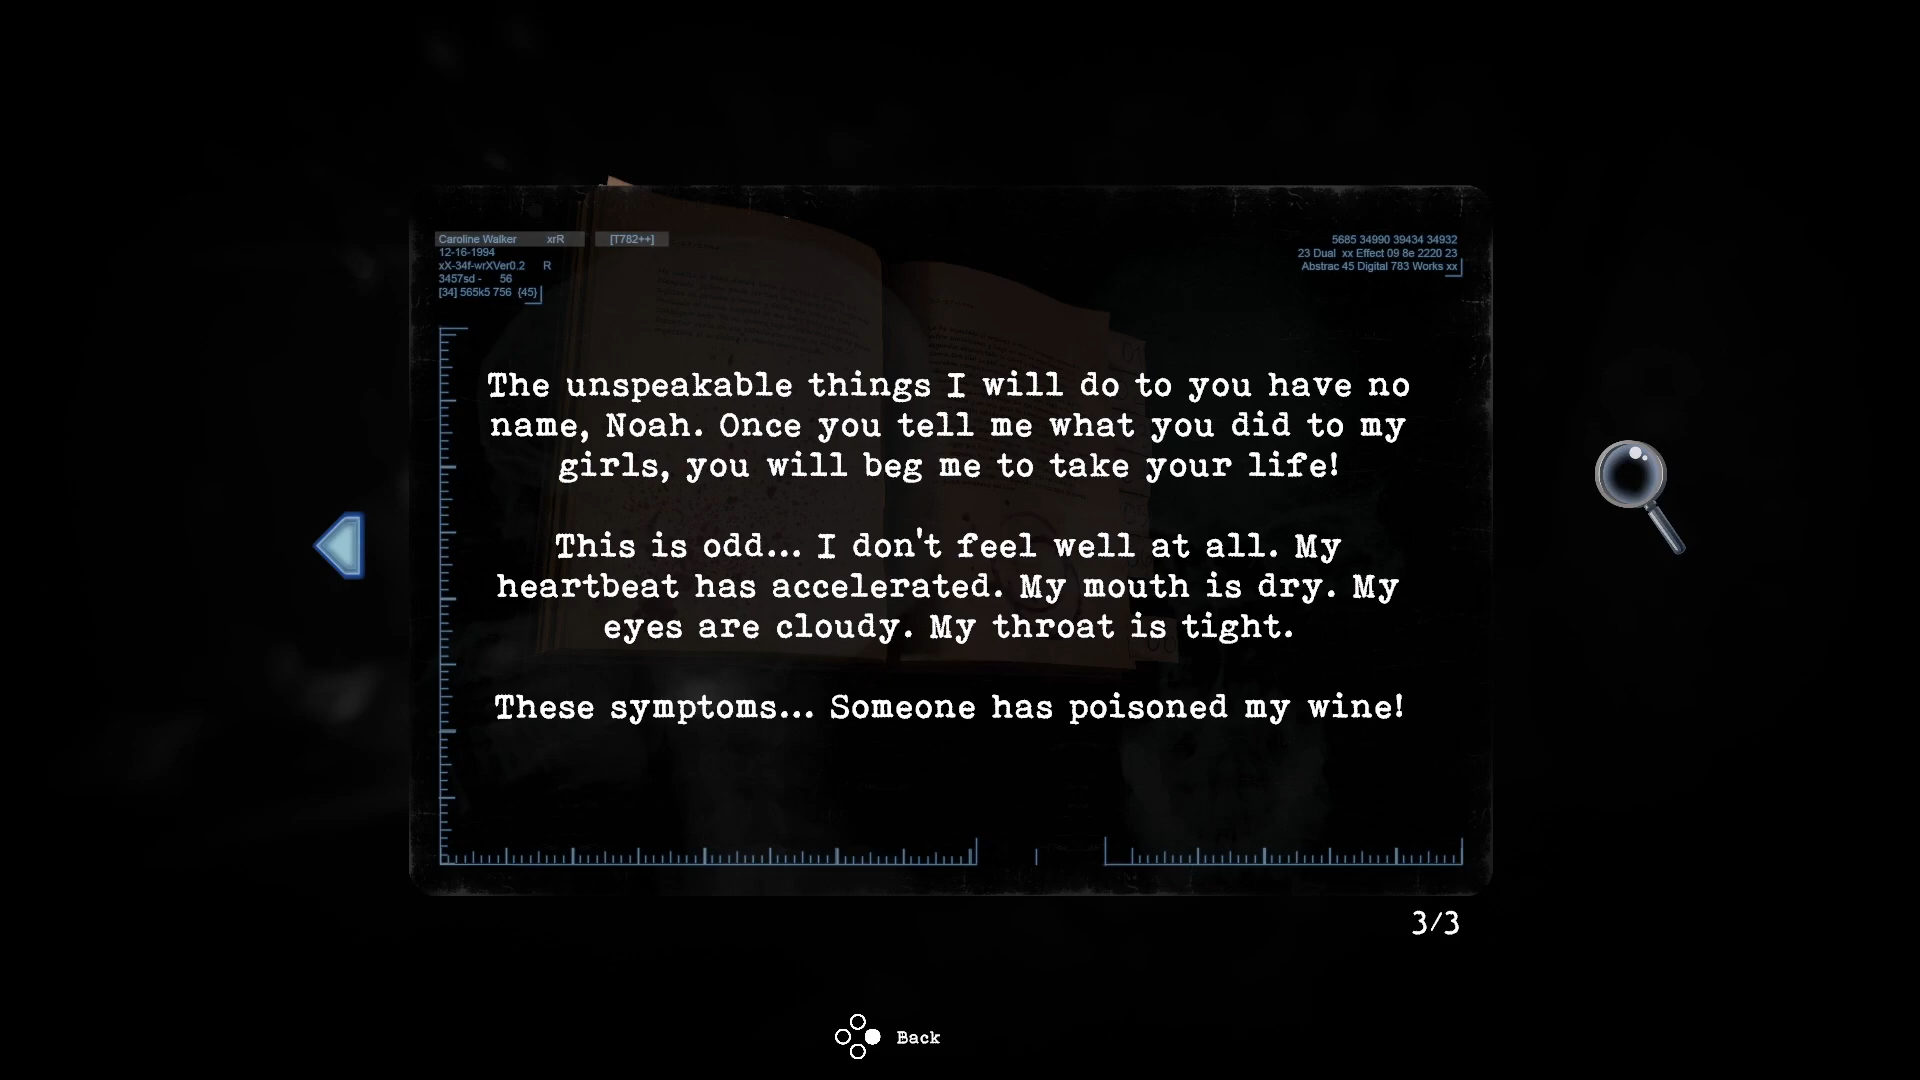 Caroline Walker xrR [T782++]
12-16-1994
xX-34f-wrXVer0.2 R
3457sd - 56
[34] 565k5 756 {45}
5685 34990 39434 34932
23 Dual xx Effect 09 8e 2220 23
Abstrac 45 Digital 783 Works xx
The unspeakable things I will do to you have no
name, Noah. Once you tell me what you did to my
girls, you will beg me to take your life!
This is odd... I don't feel well at all. My
heartbeat has accelerated. My mouth is dry. My
eyes are cloudy. My throat is tight.
These symptoms... Someone has poisoned my wine!
3/3
Back